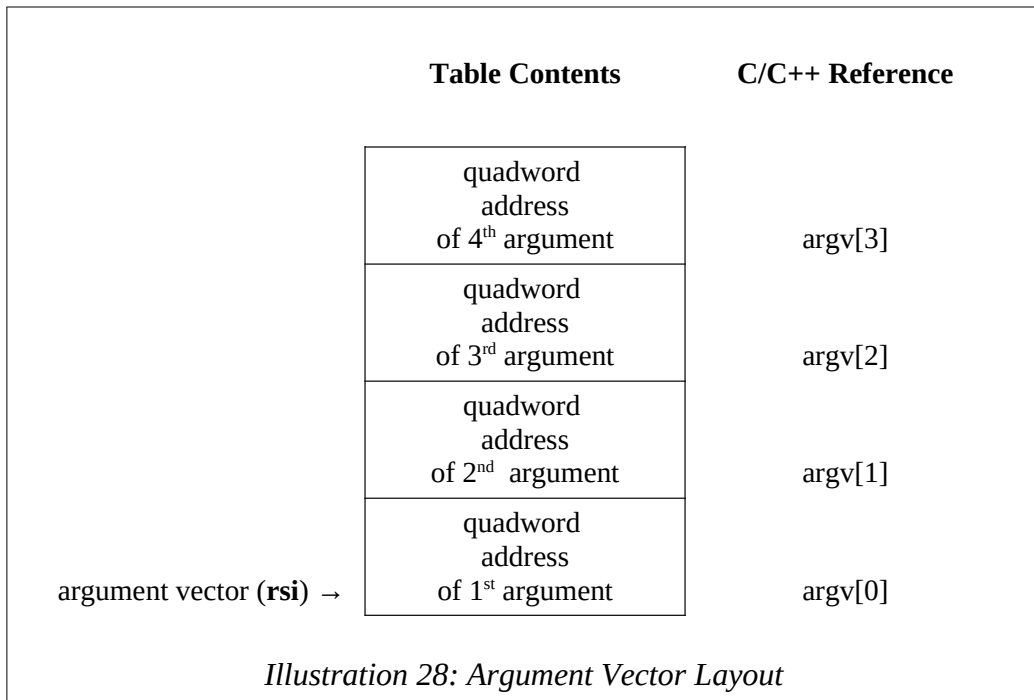 Table Contents C/C++ Reference
quadword
address
of 4th argument argv[3]
quadword
address
of 3rd argument argv[2]
quadword
address
of 2nd argument argv[1]
quadword
address
argument vector (rsi) → of 1st argument argv[0]
Illustration 28: Argument Vector Layout